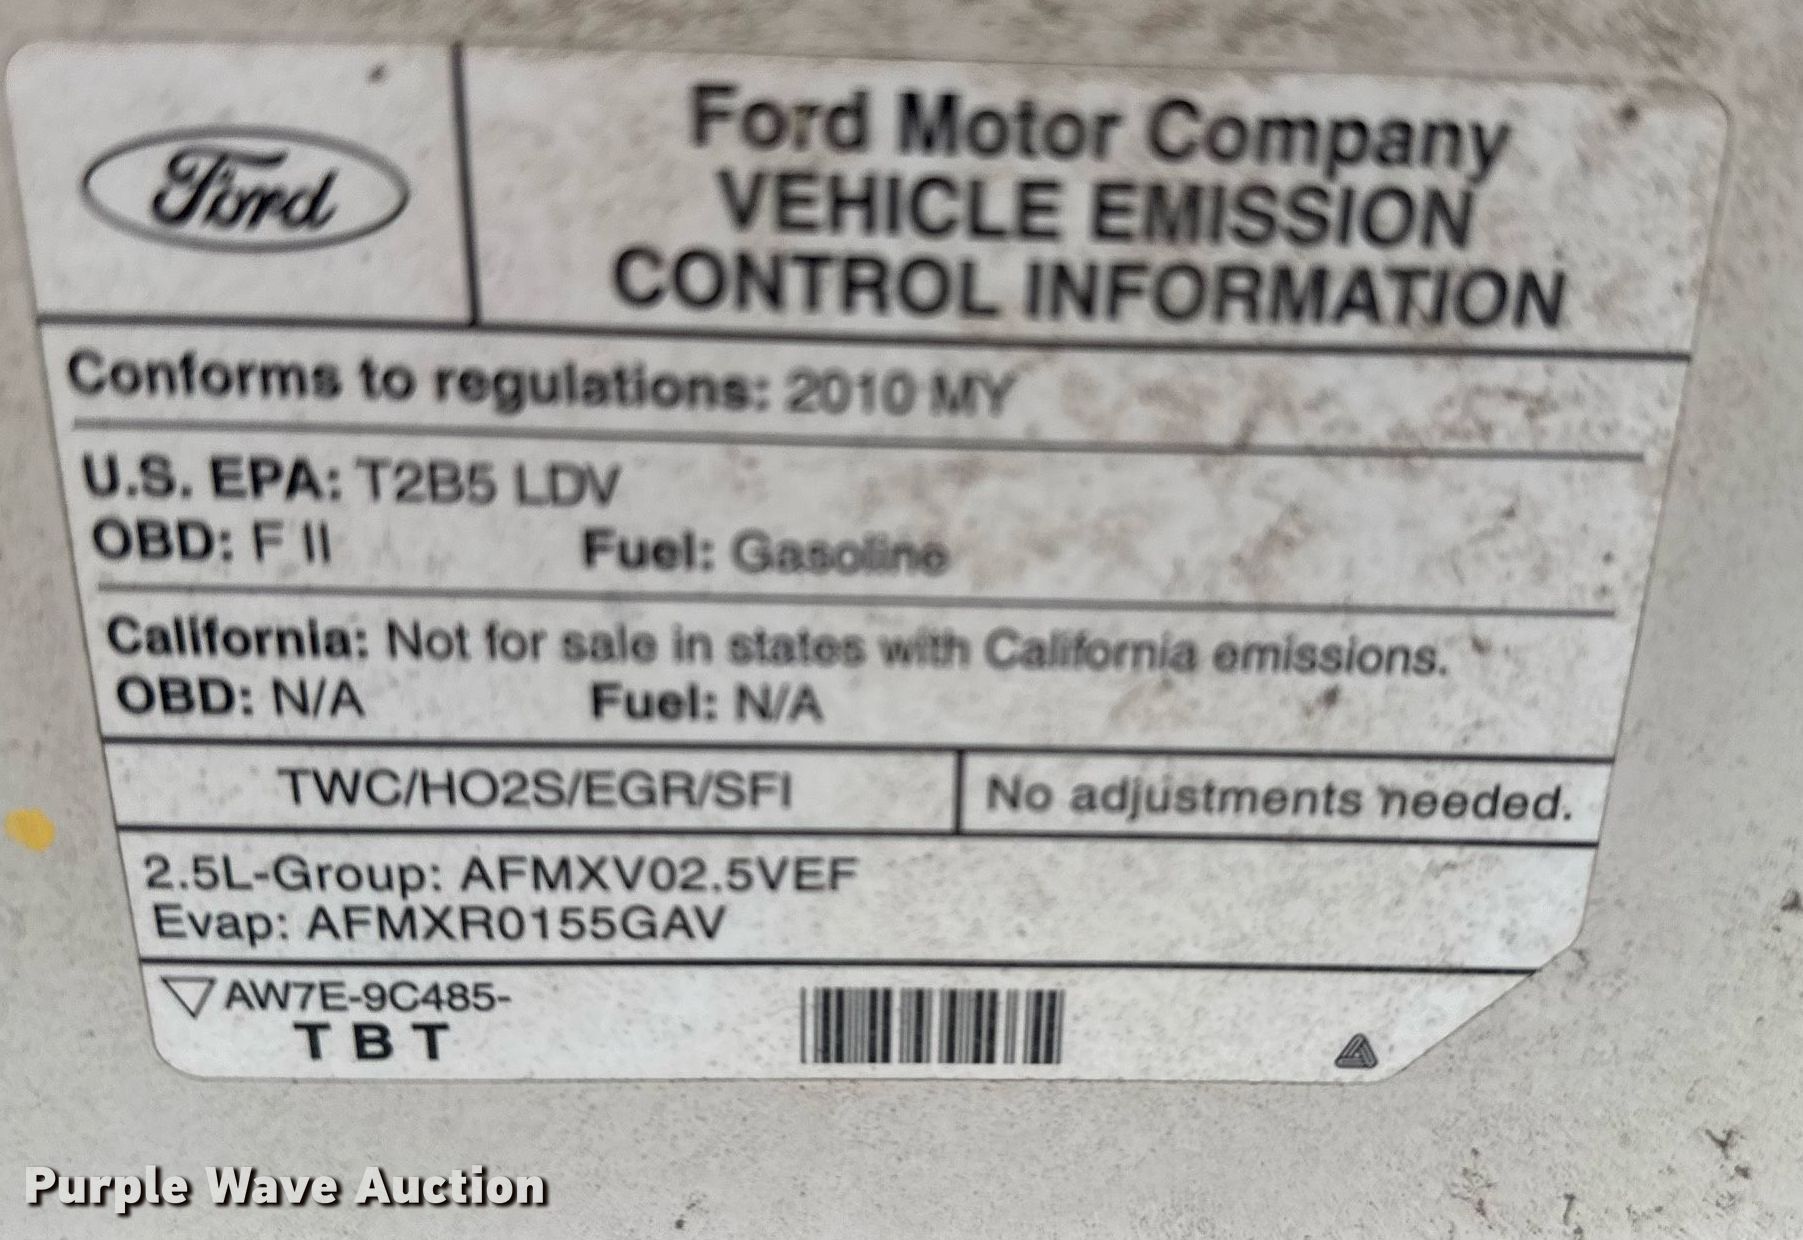 Ford
Ford Motor Company
VEHICLE EMISSION
CONTROL INFORMATION
Conforms to regulations: 2010 MY
U.S. EPA: T2B5 LDV
OBD: F II Fuel: Gasoline
California: Not for sale in states with California emissions.
OBD: N/A Fuel: N/A
TWC/HO2S/EGR/SFI
No adjustments needed.
2.5L-Group: AFMXV02.5VEF
Evap: AFMXR0155GAV
AW7E-9C485-
T B T
Purple Wave Auction